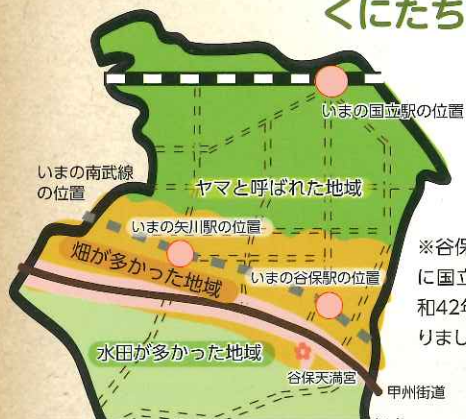 くにたち
いまの国立駅の位置
いまの南武線
の位置
ヤマと呼ばれた地域
いまの矢川駅の位置
畑が多かった地域
いまの谷保駅の位置
※谷保
に国立
和42年
りまし
水田が多かった地域
谷保天満宮
甲州街道